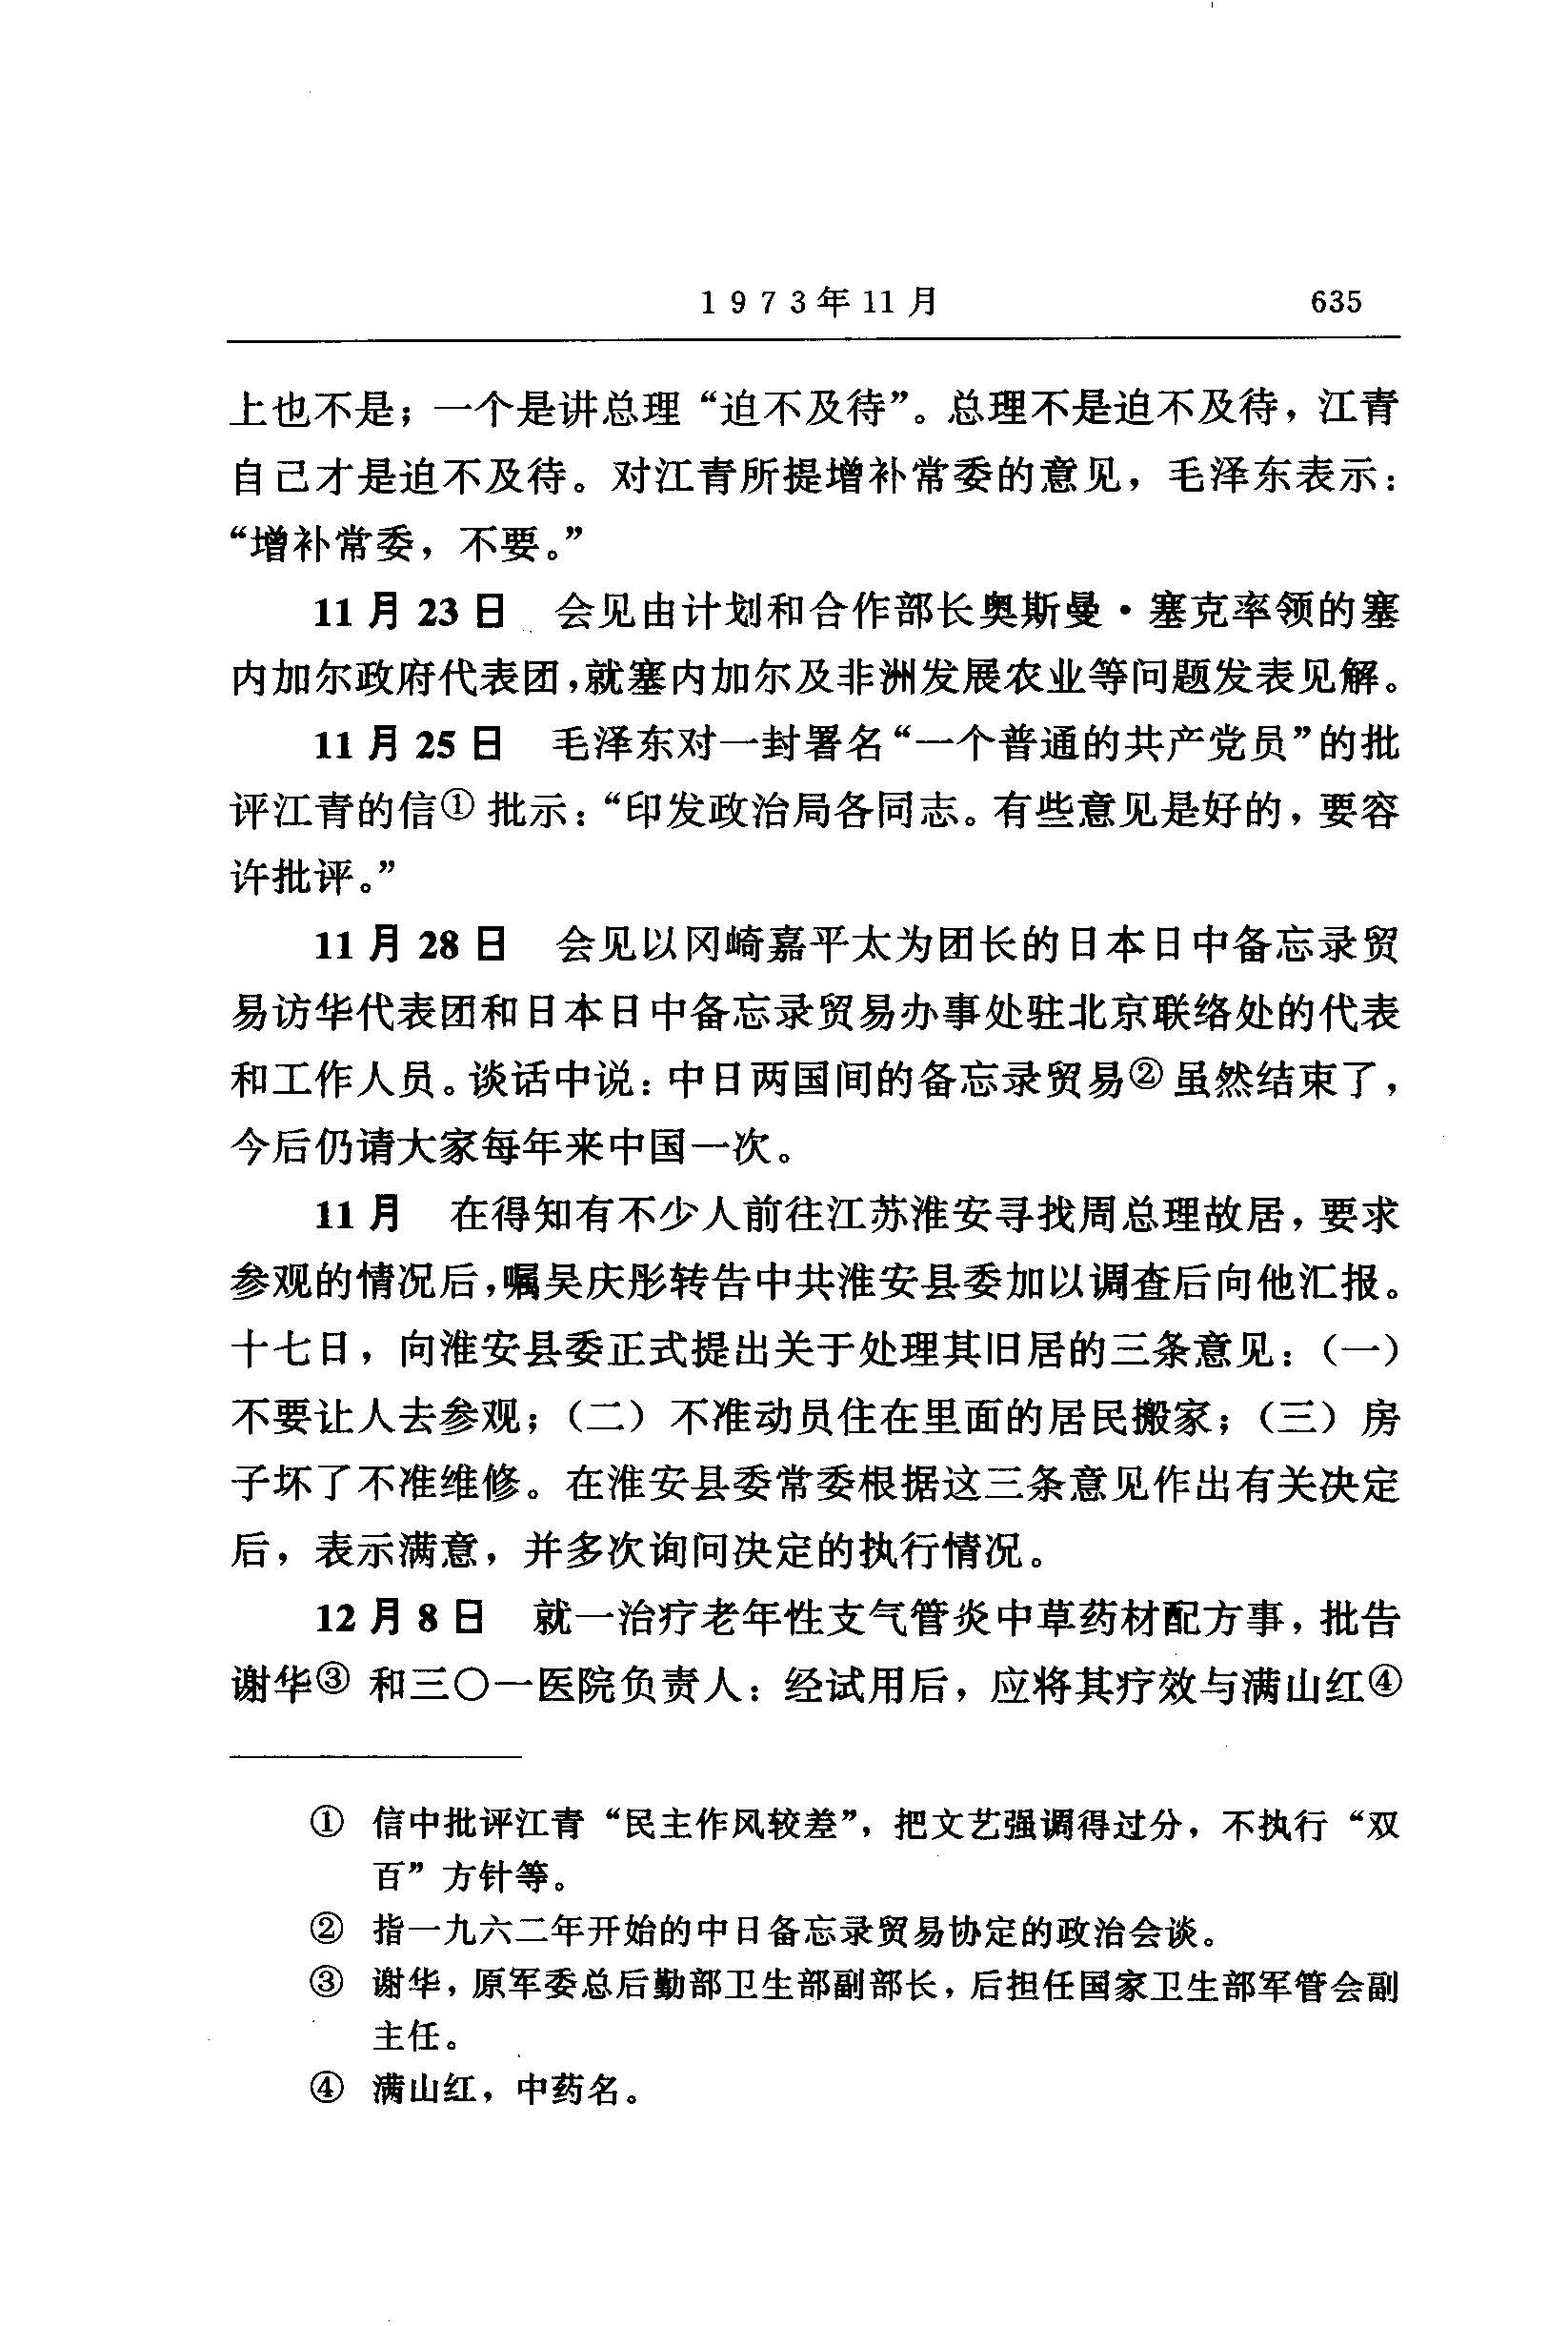 1973年11月 635
上也不是；一个是讲总理“迫不及待”。总理不是迫不及待，江青
自己才是迫不及待。对江青所提增补常委的意见，毛泽东表示：
“增补常委，不要。”
11月23日 会见由计划和合作部长奥斯曼·塞克率领的塞
内加尔政府代表团，就塞内加尔及非洲发展农业等问题发表见解。
11月25日 毛泽东对一封署名“一个普通的共产党员”的批
评江青的信①批示：“印发政治局各同志。有些意见是好的，要容
许批评。”
11月28日 会见以冈崎嘉平太为团长的日本日中备忘录贸
易访华代表团和日本日中备忘录贸易办事处驻北京联络处的代表
和工作人员。谈话中说：中日两国间的备忘录贸易②虽然结束了，
今后仍请大家每年来中国一次。
11月 在得知有不少人前往江苏淮安寻找周总理故居，要求
参观的情况后，嘱吴庆彤转告中共淮安县委加以调查后向他汇报。
十七日，向淮安县委正式提出关于处理其旧居的三条意见：（一）
不要让人去参观；（二）不准动员住在里面的居民搬家；（三）房
子坏了不准维修。在淮安县委常委根据这三条意见作出有关决定
后，表示满意，并多次询问决定的执行情况。
12月8日 就一治疗老年性支气管炎中草药材配方事，批告
谢华③和三〇一医院负责人：经试用后，应将其疗效与满山红④
① 信中批评江青“民主作风较差”，把文艺强调得过分，不执行“双
百”方针等。
② 指一九六二年开始的中日备忘录贸易协定的政治会谈。
③ 谢华，原军委总后勤部卫生部副部长，后担任国家卫生部军管会副
主任。
④ 满山红，中药名。